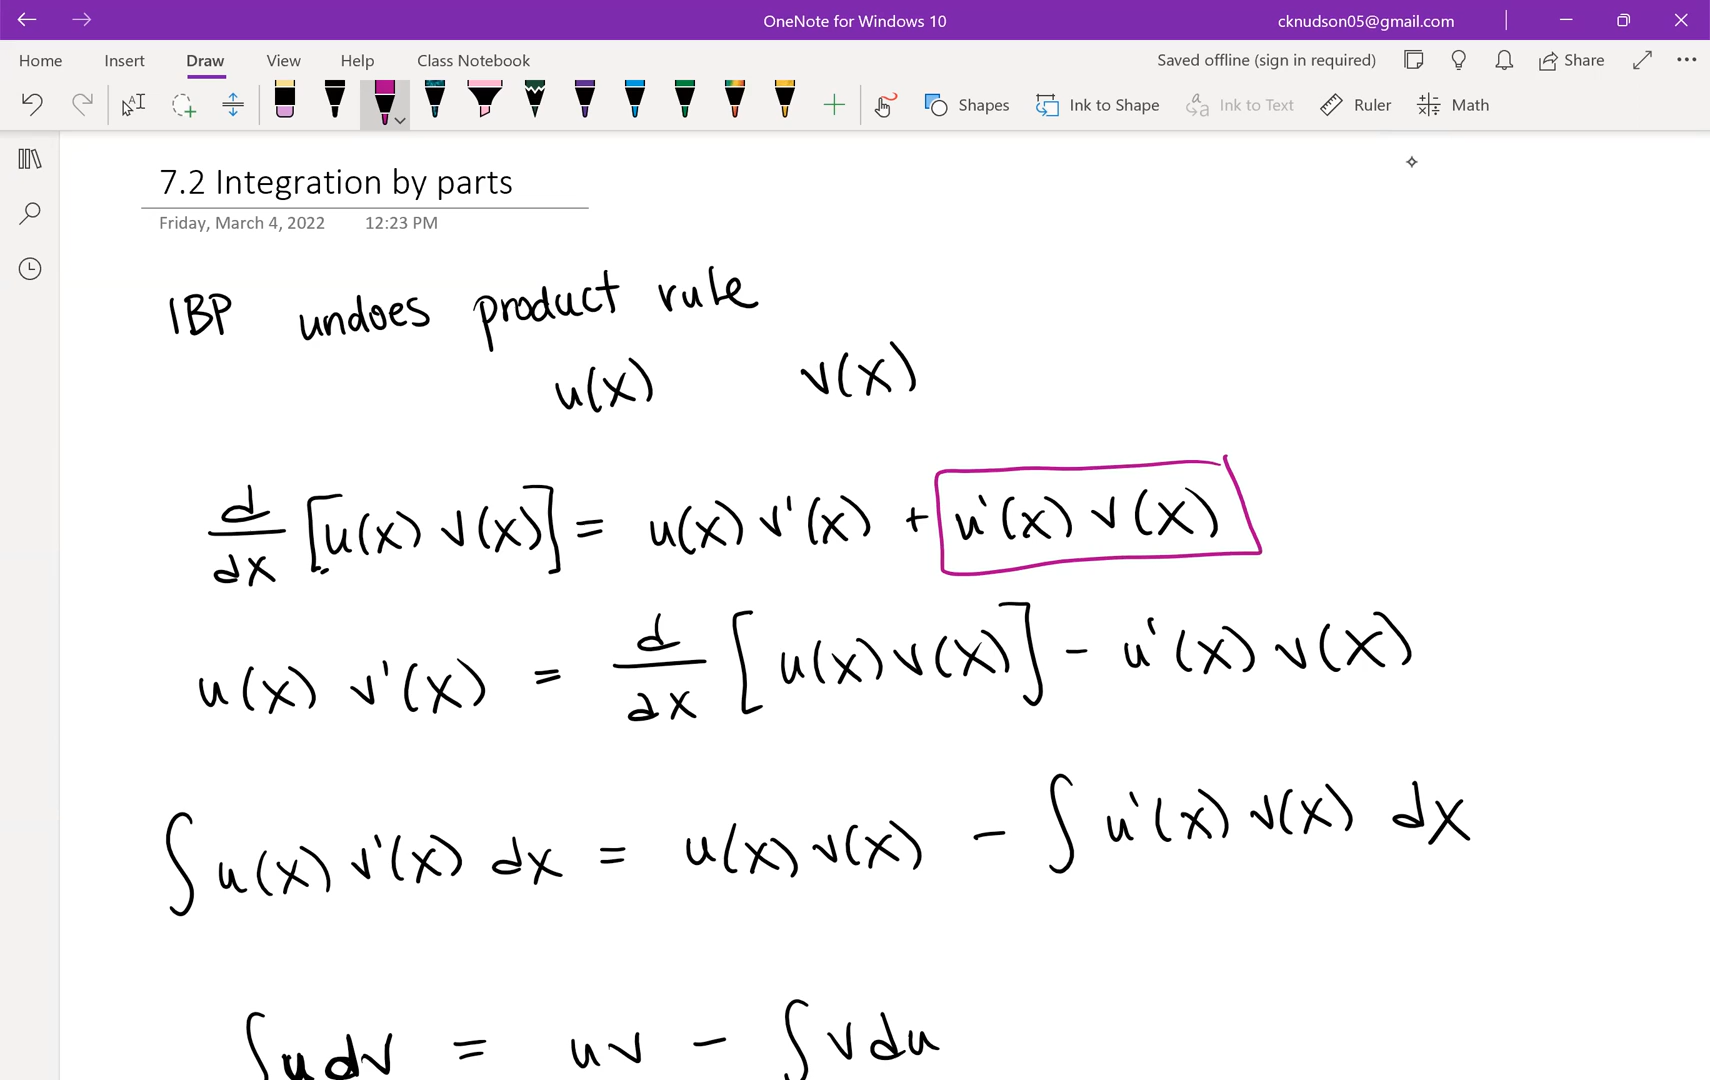 OneNote for Windows 10
cknudson05@gmail.com
Home Insert Draw View Help Class Notebook
Saved offline (sign in required) Share
Shapes Ink to Shape Ink to Text Ruler Math
7.2 Integration by parts
Friday, March 4, 2022 12:23 PM
IBP undoes product rule
u(x) v(x)
d/dx [u(x) v(x)] = u(x) v'(x) + u'(x) v(x)
u(x) v'(x) = d/dx [u(x) v(x)] - u'(x) v(x)
∫ u(x) v'(x) dx = u(x) v(x) - ∫ u'(x) v(x) dx
∫ u dv = uv - ∫ v du